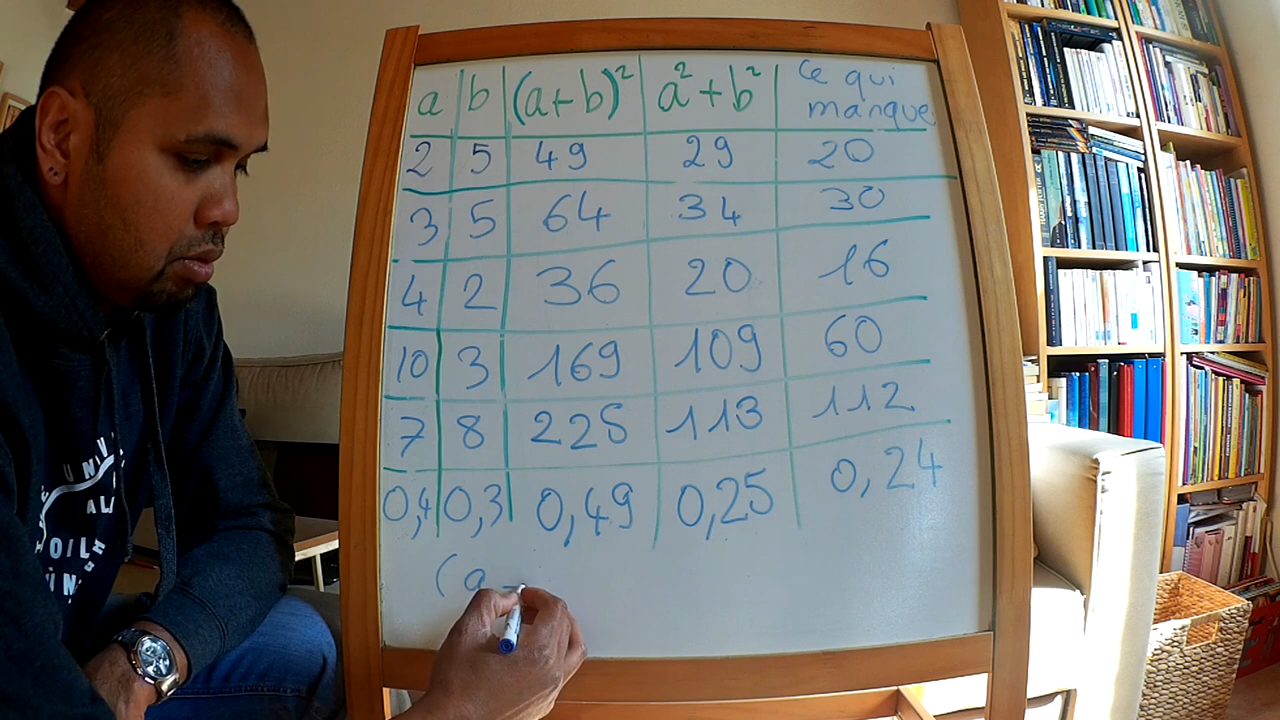 a b (a+b)² a²+b² Ce qui manque
2 5 49 29 20
3 5 64 34 30
4 2 36 20 16
10 3 169 109 60
7 8 225 113 112
0,4 0,3 0,49 0,25 0,24
(a